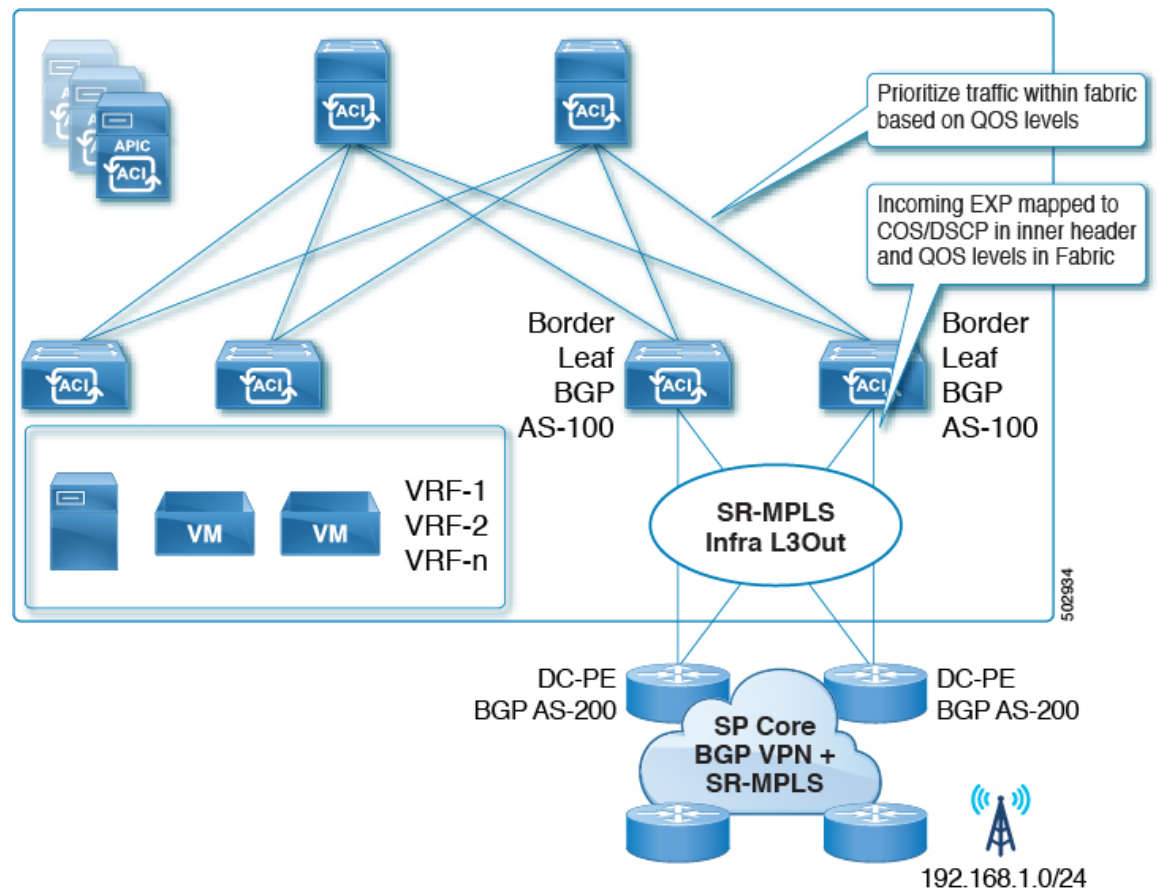 ACI
ACI
Prioritize traffic within fabric
based on QOS levels
APIC
ACI
Incoming EXP mapped to
COS/DSCP in inner header
and QOS levels in Fabric
Border
Leaf
BGP
AS-100
Border
Leaf
BGP
AS-100
ACI
ACI
ACI
ACI
VM
VM
VRF-1
VRF-2
VRF-n
SR-MPLS
Infra L3Out
502934
DC-PE
BGP AS-200
DC-PE
BGP AS-200
SP Core
BGP VPN +
SR-MPLS
192.168.1.0/24